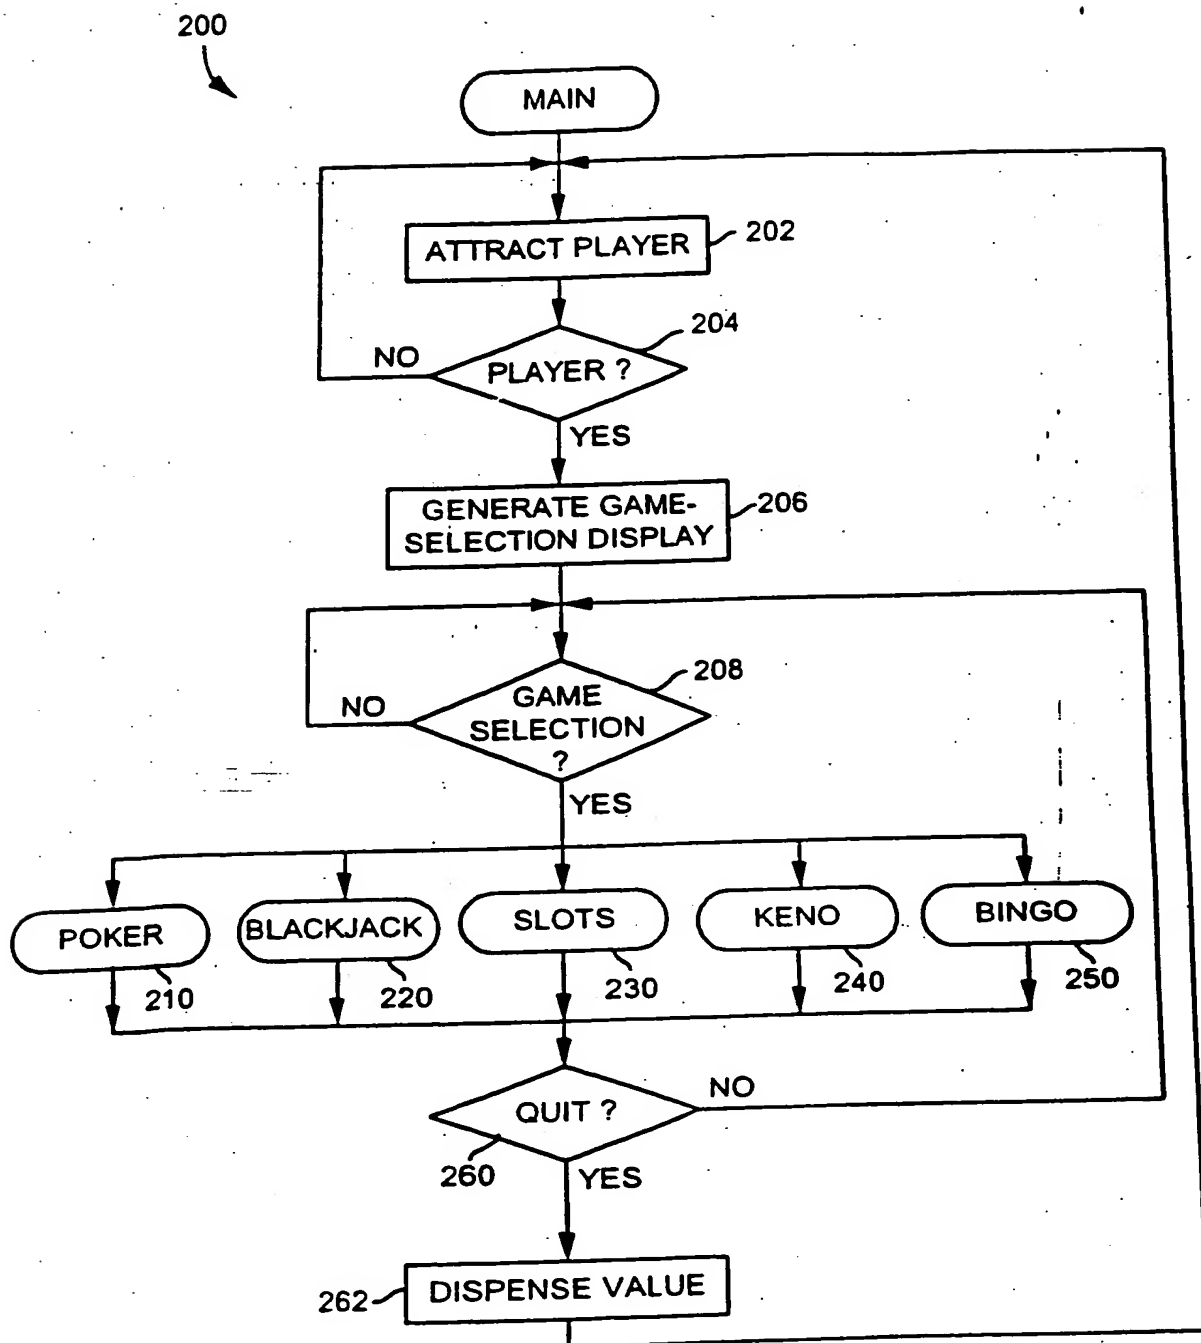 200
MAIN
ATTRACT PLAYER
202
204
NO
PLAYER ?
YES
GENERATE GAME-
SELECTION DISPLAY
206
208
NO
GAME
SELECTION
?
YES
POKER
BLACKJACK
SLOTS
KENO
BINGO
210
220
230
240
250
QUIT ?
NO
260
YES
DISPENSE VALUE
262